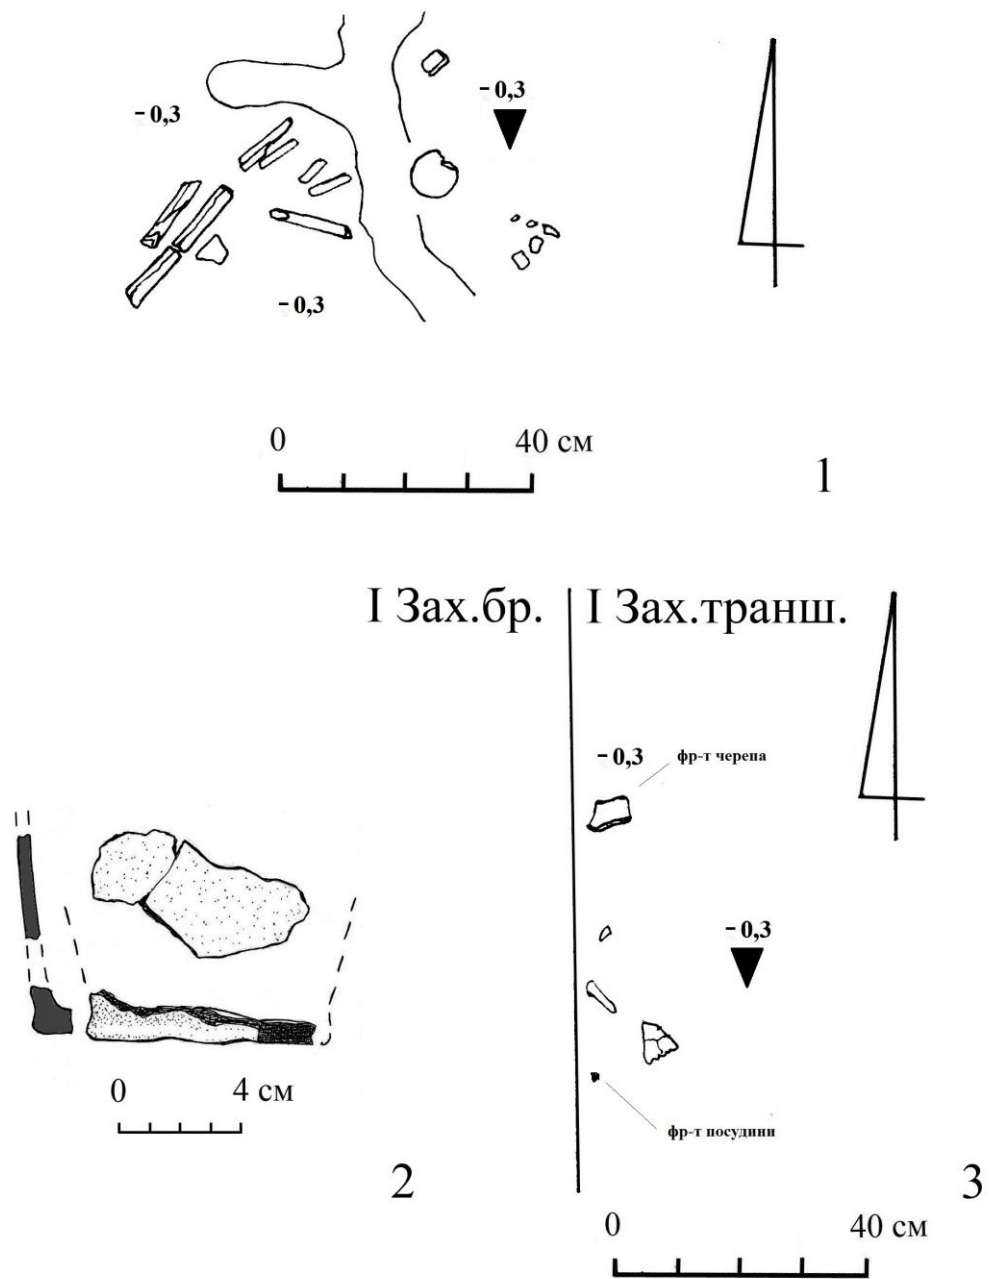 - 0,3
- 0,3
- 0,3
0 40 см
1
I Зах.бр. I Зах.транш.
- 0,3 фр-т черепа
- 0,3
0 4 см
фр-т посудини
2 3
0 40 см